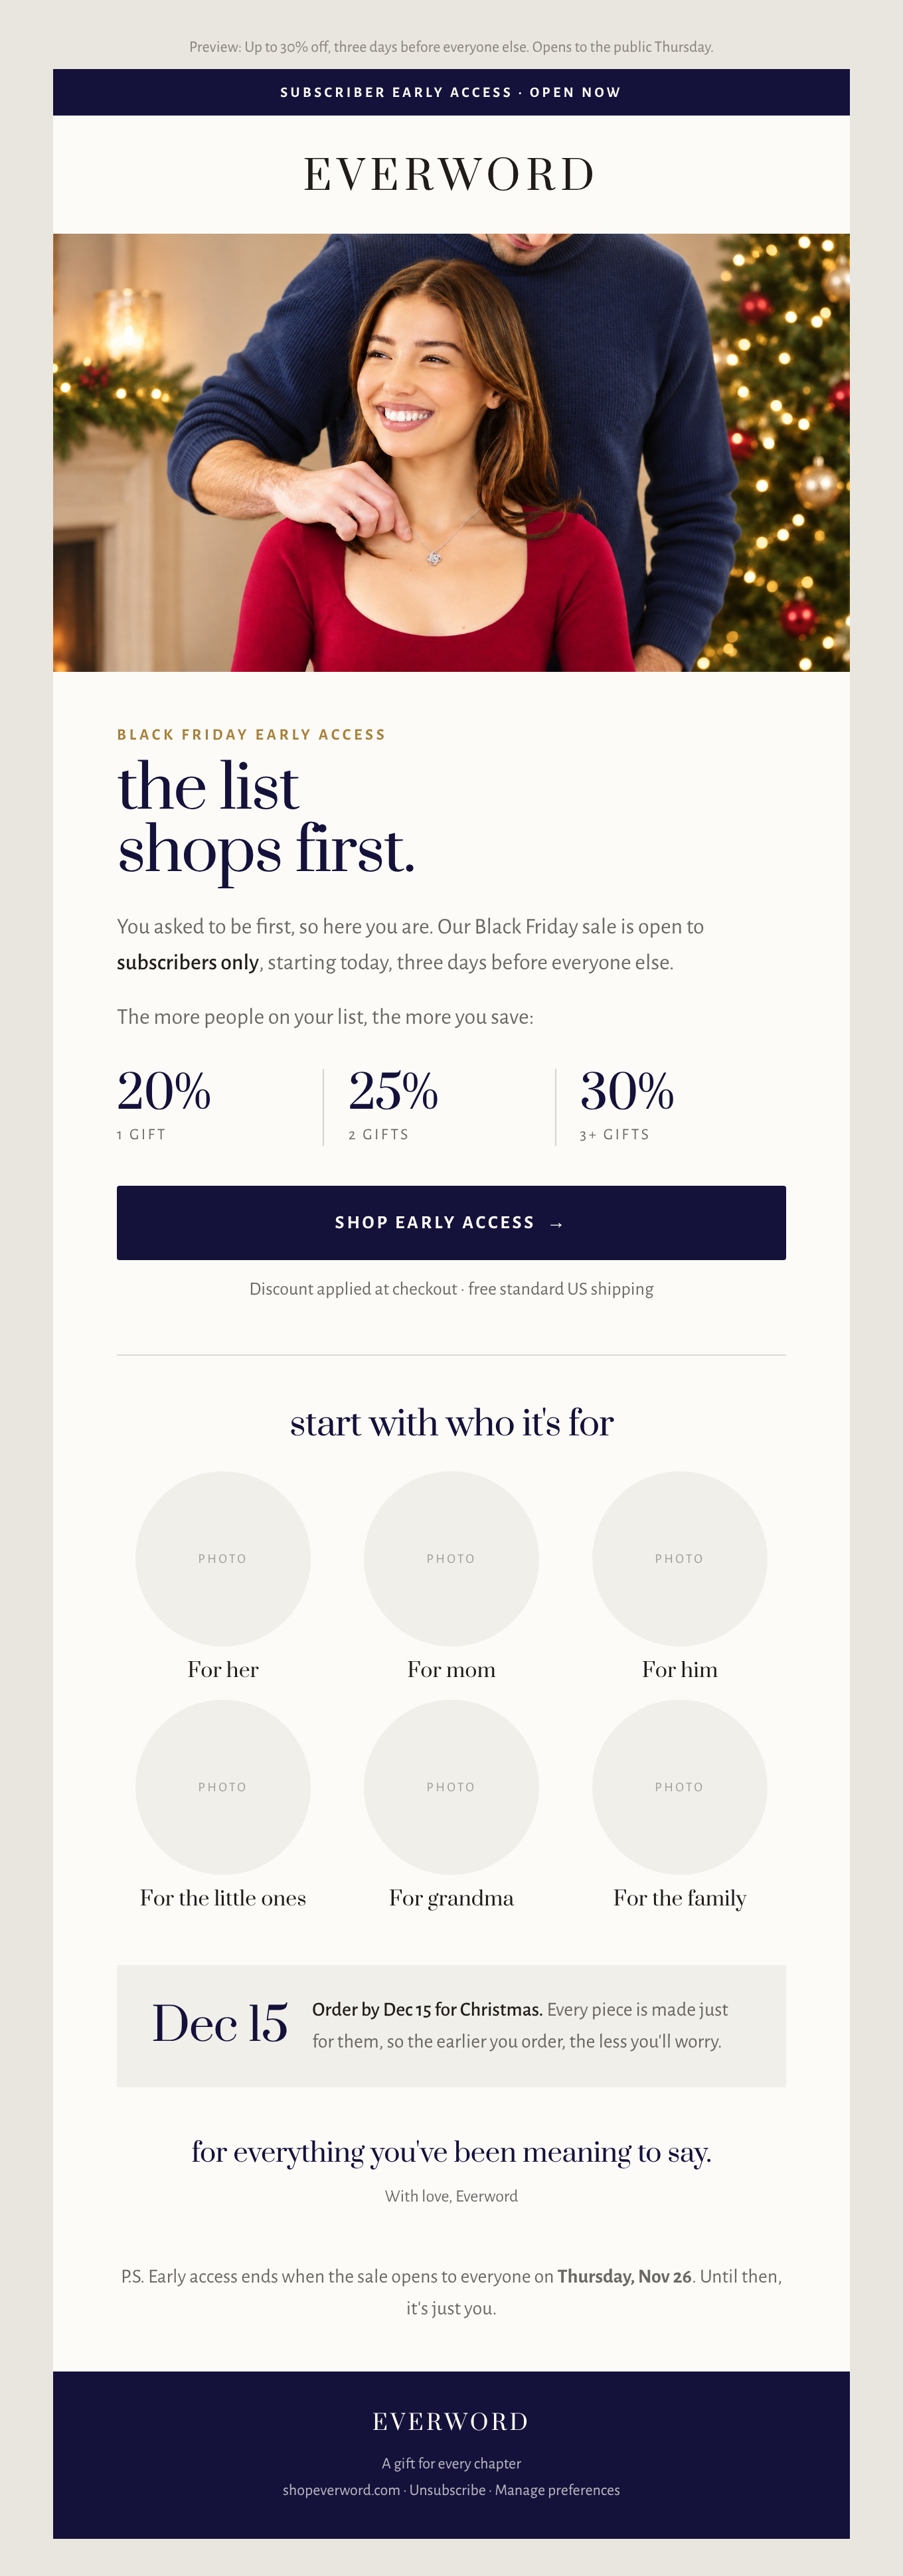 Preview: Up to 30% off, three days before everyone else. Opens to the public Thursday.
SUBSCRIBER EARLY ACCESS · OPEN NOW
EVERWORD
BLACK FRIDAY EARLY ACCESS
the list
shops first.
You asked to be first, so here you are. Our Black Friday sale is open to
subscribers only, starting today, three days before everyone else.
The more people on your list, the more you save:
20% 25% 30%
1 GIFT 2 GIFTS 3+ GIFTS
SHOP EARLY ACCESS →
Discount applied at checkout · free standard US shipping
start with who it's for
PHOTO PHOTO PHOTO
For her For mom For him
PHOTO PHOTO PHOTO
For the little ones For grandma For the family
Dec 15
Order by Dec 15 for Christmas. Every piece is made just
for them, so the earlier you order, the less you'll worry.
for everything you've been meaning to say.
With love, Everword
P.S. Early access ends when the sale opens to everyone on Thursday, Nov 26. Until then,
it's just you.
EVERWORD
A gift for every chapter
shopeverword.com · Unsubscribe · Manage preferences